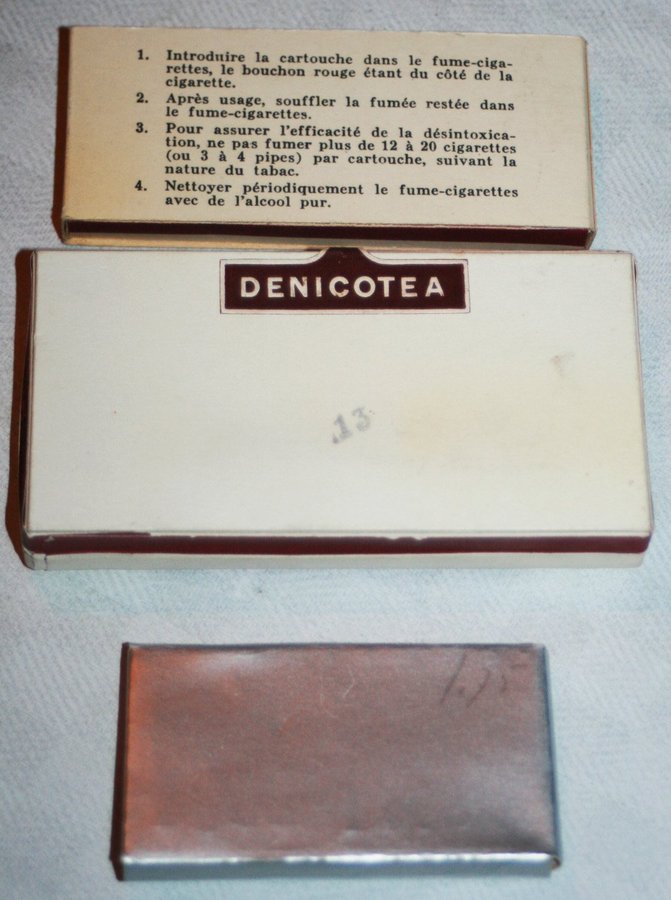 1. Introduire la cartouche dans le fume-ciga-
rettes, le bouchon rouge étant du côté de la
cigarette.
2. Après usage, souffler la fumée restée dans
le fume-cigarettes.
3. Pour assurer l'efficacité de la désintoxica-
tion, ne pas fumer plus de 12 à 20 cigarettes
(ou 3 à 4 pipes) par cartouche, suivant la
nature du tabac.
4. Nettoyer périodiquement le fume-cigarettes
avec de l'alcool pur.
DENICOTEA
13